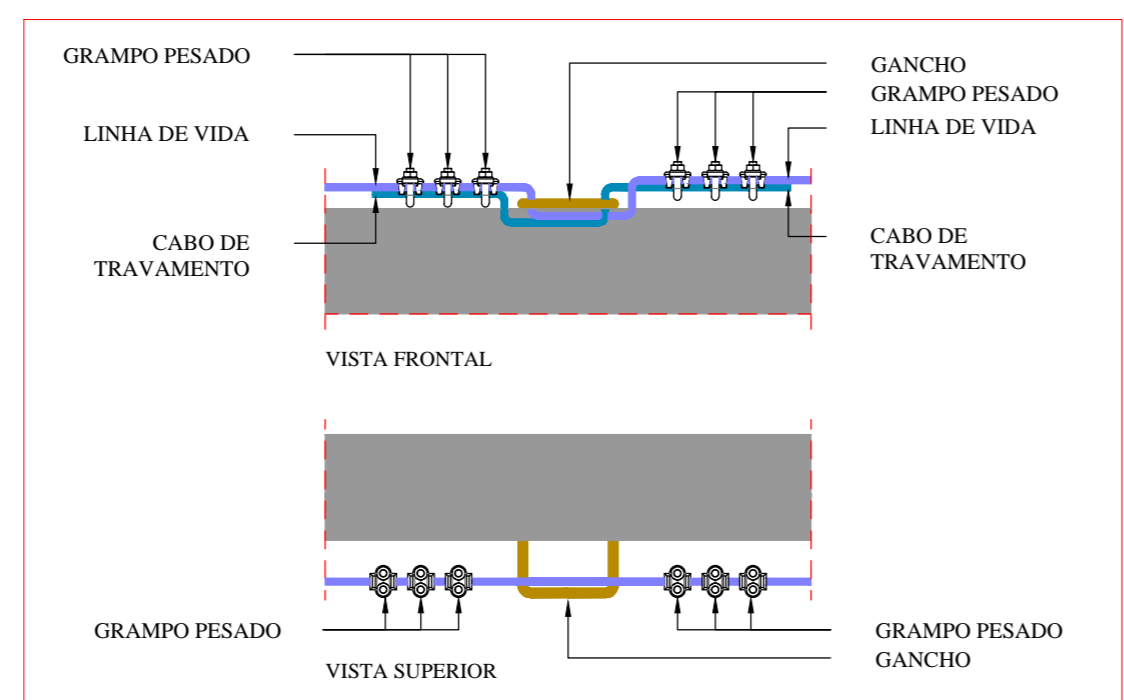 GRAMPO PESADO
LINHA DE VIDA
CABO DE
TRAVAMENTO
GANCHO
GRAMPO PESADO
LINHA DE VIDA
CABO DE
TRAVAMENTO
VISTA FRONTAL
GRAMPO PESADO
GRAMPO PESADO
GANCHO
VISTA SUPERIOR